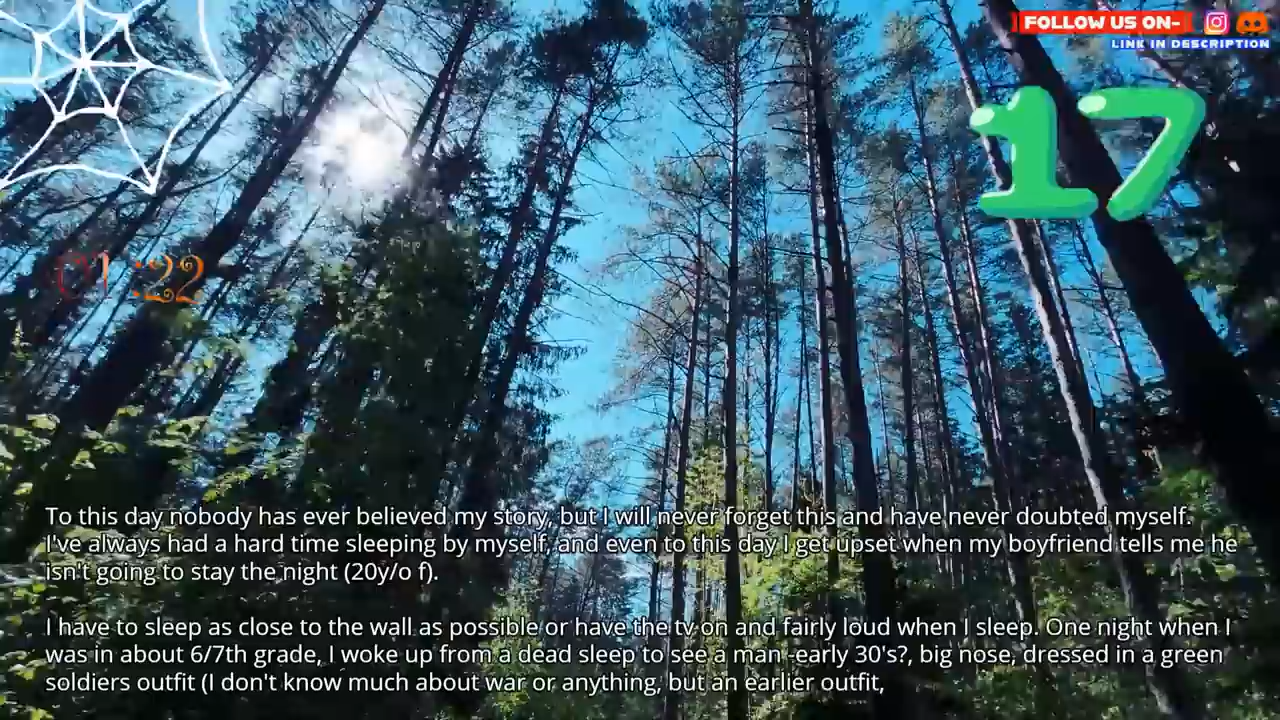 FOLLOW US ON-
LINK IN DESCRIPTION
17
01:22
To this day nobody has ever believed my story, but I will never forget this and have never doubted myself.
I've always had a hard time sleeping by myself, and even to this day I get upset when my boyfriend tells me he
isn't going to stay the night (20y/o f).
I have to sleep as close to the wall as possible or have the tv on and fairly loud when I sleep. One night when I
was in about 6/7th grade, I woke up from a dead sleep to see a man -early 30's?, big nose, dressed in a green
soldiers outfit (I don't know much about war or anything, but an earlier outfit,